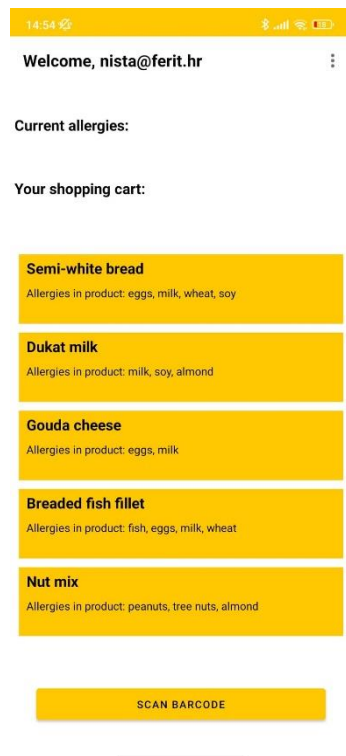 14:54
Welcome, nista@ferit.hr
Current allergies:
Your shopping cart:
Semi-white bread
Allergies in product: eggs, milk, wheat, soy
Dukat milk
Allergies in product: milk, soy, almond
Gouda cheese
Allergies in product: eggs, milk
Breaded fish fillet
Allergies in product: fish, eggs, milk, wheat
Nut mix
Allergies in product: peanuts, tree nuts, almond
SCAN BARCODE